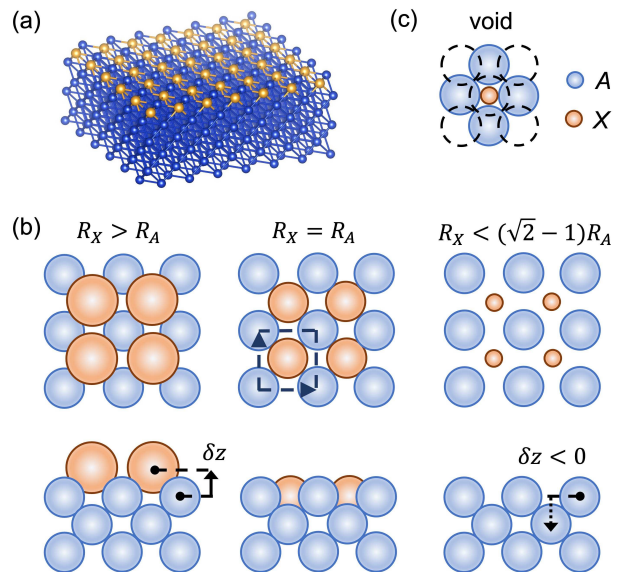 (a)
(c)
void
A
X
(b)
R_X > R_A
R_X = R_A
R_X < (√2 − 1)R_A
δz
δz < 0